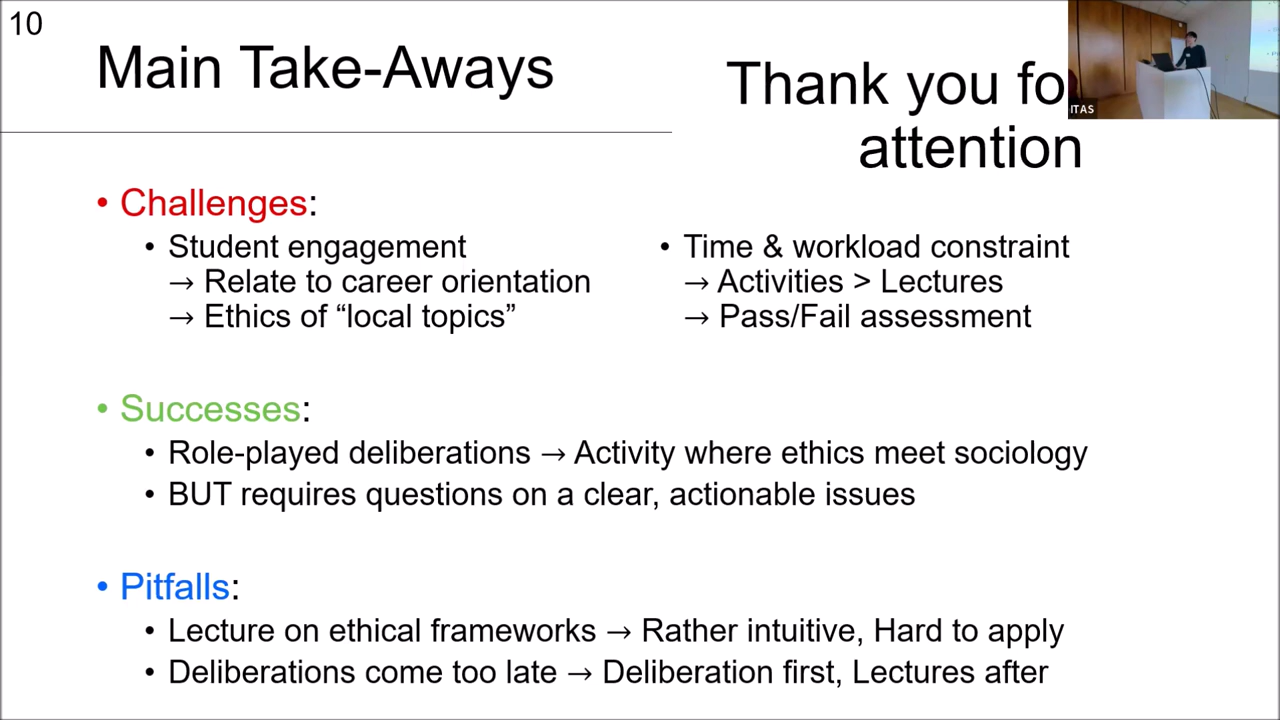 10
Main Take-Aways
Thank you fo
attention
ITAS
• Challenges:
• Student engagement
→ Relate to career orientation
→ Ethics of “local topics”
• Time & workload constraint
→ Activities > Lectures
→ Pass/Fail assessment
• Successes:
• Role-played deliberations → Activity where ethics meet sociology
• BUT requires questions on a clear, actionable issues
• Pitfalls:
• Lecture on ethical frameworks → Rather intuitive, Hard to apply
• Deliberations come too late → Deliberation first, Lectures after